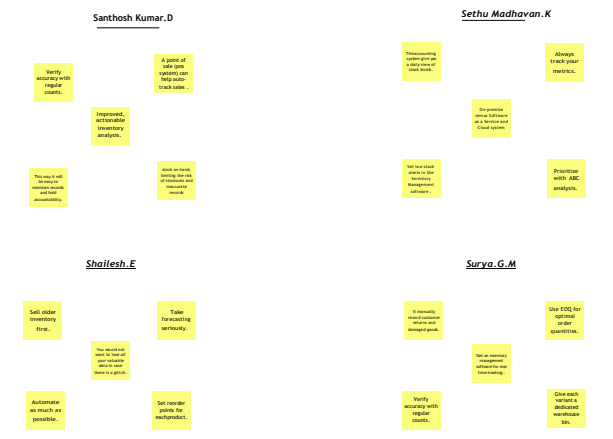 Santhosh Kumar.D
Verify
accuracy with
regular
counts.
A point of
sale (pos
system) can
help auto-
track sales .
Improved,
actionable
inventory
analysis.
This way it will
be easy to
maintain records
and hold
accountability.
stock on hand,
limiting the risk
of stockouts and
inaccurate
records
Sethu Madhavan.K
This accounting
system give you
a daily view of
stock levels.
Always
track your
metrics.
On-premise
versus Software
as a Service and
Cloud system
Set low-stock
alerts in the
Inventory
Management
software .
Prioritize
with ABC
analysis.
Shailesh.E
Sell older
inventory
first.
Take
forecasting
seriously.
You would not
want to lose all
your valuable
data in case
there is a glitch.
Automate
as much as
possible.
Set reorder
points for
eachproduct.
Surya.G.M
It manually
record customer
returns and
damaged goods.
Use EOQ for
optimal
order
quantities.
Get an inventory
management
software for real
time tracking .
Verify
accuracy with
regular
counts.
Give each
variant a
dedicated
warehouse
bin.